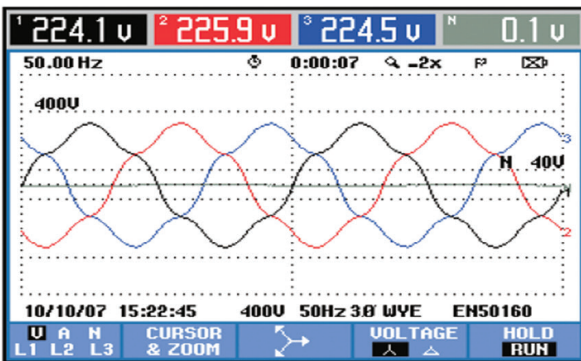 1 224.1 V 2 225.9 V 3 224.5 V N 0.1 V
50.00 Hz 0:00:07 -2x
400V
3
N 40V
1
2
10/10/07 15:22:45 400V 50Hz 3Ø WYE EN50160
U A N CURSOR VOLTAGE HOLD
L1 L2 L3 & ZOOM RUN